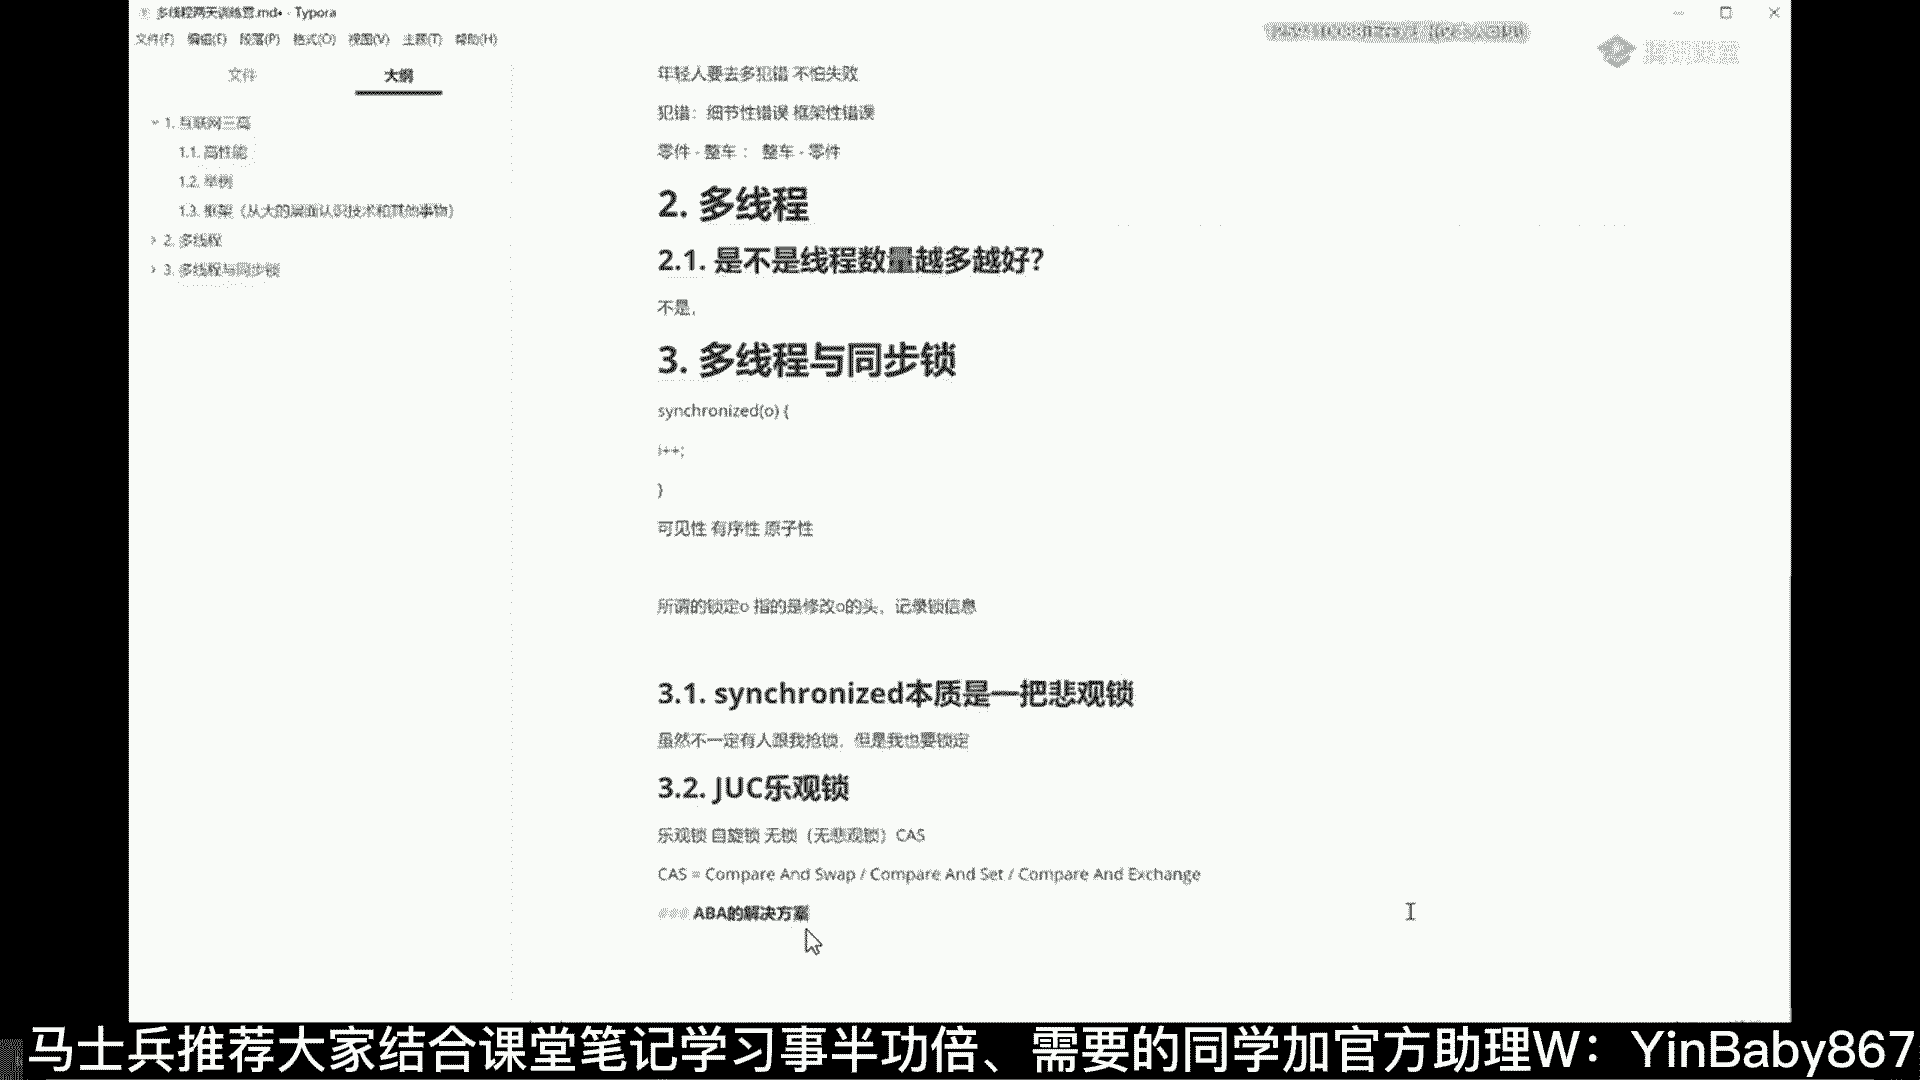 多线程两天训练营.md• - Typora
文件(F) 编辑(E) 段落(P) 格式(O) 视图(V) 主题(T) 帮助(H)
文件 大纲
1. 互联网三高
1.1. 高性能
1.2. 举例
1.3. 框架（从大的层面认识技术和其他事物）
2. 多线程
3. 多线程与同步锁
年轻人要去多犯错 不怕失败
犯错：细节性错误 框架性错误
零件 - 整车 ： 整车 - 零件
2. 多线程
2.1. 是不是线程数量越多越好？
不是，
3. 多线程与同步锁
synchronized(o) {
i++;
}
可见性 有序性 原子性
所谓的锁定o 指的是修改o的头，记录锁信息
3.1. synchronized本质是一把悲观锁
虽然不一定有人跟我抢锁，但是我也要锁定
3.2. JUC乐观锁
乐观锁 自旋锁 无锁（无悲观锁）CAS
CAS = Compare And Swap / Compare And Set / Compare And Exchange
### ABA的解决方案
腾讯课堂
马士兵推荐大家结合课堂笔记学习事半功倍、需要的同学加官方助理W：YinBaby867